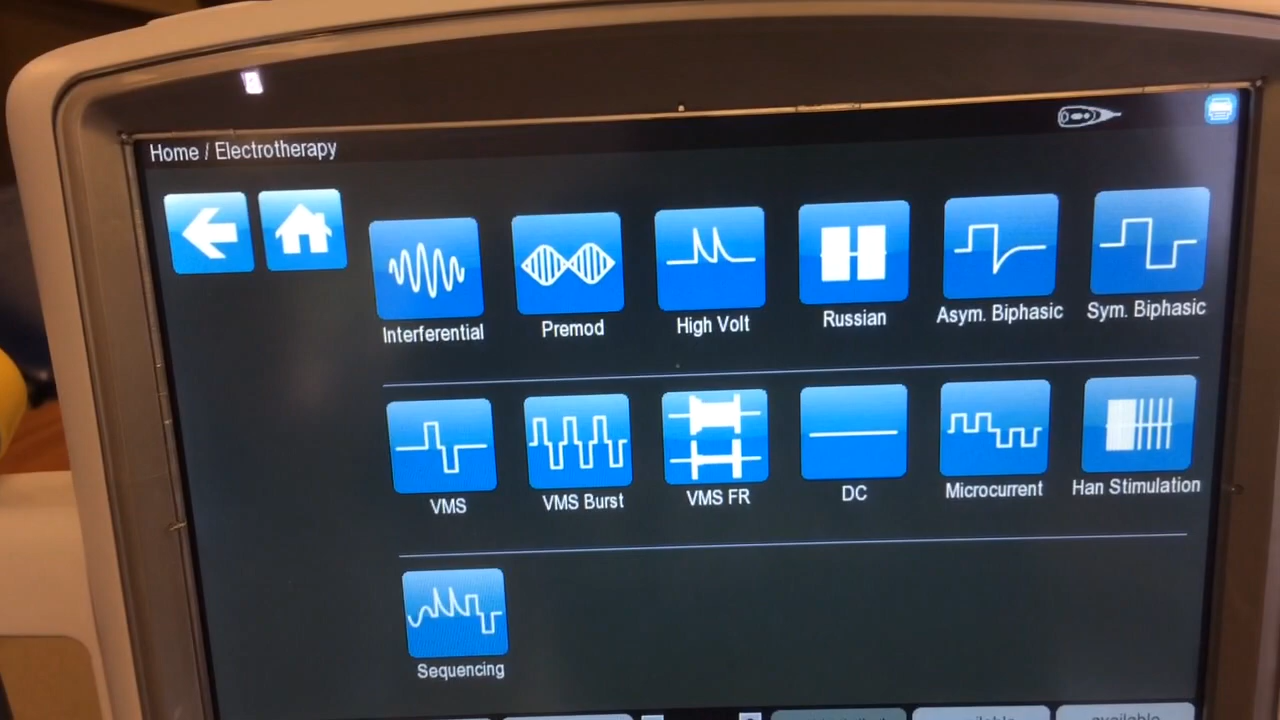 Home / Electrotherapy
Interferential
Premod
High Volt
Russian
Asym. Biphasic
Sym. Biphasic
VMS
VMS Burst
VMS FR
DC
Microcurrent
Han Stimulation
Sequencing